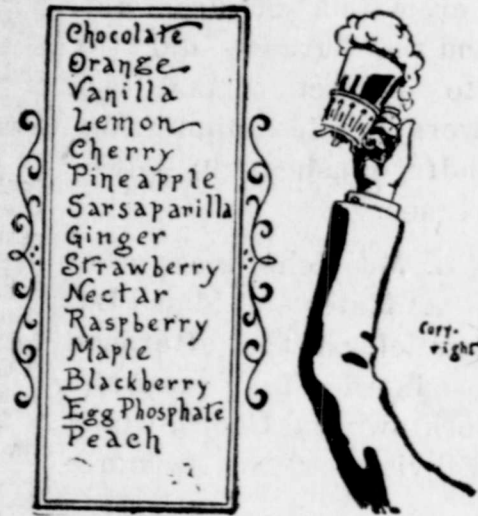 Chocolate
Orange
Vanilla
Lemon
Cherry
Pineapple
Sarsaparilla
Ginger
Strawberry
Nectar
Raspberry
Maple
Blackberry
Egg Phosphate
Peach
Copy-
right